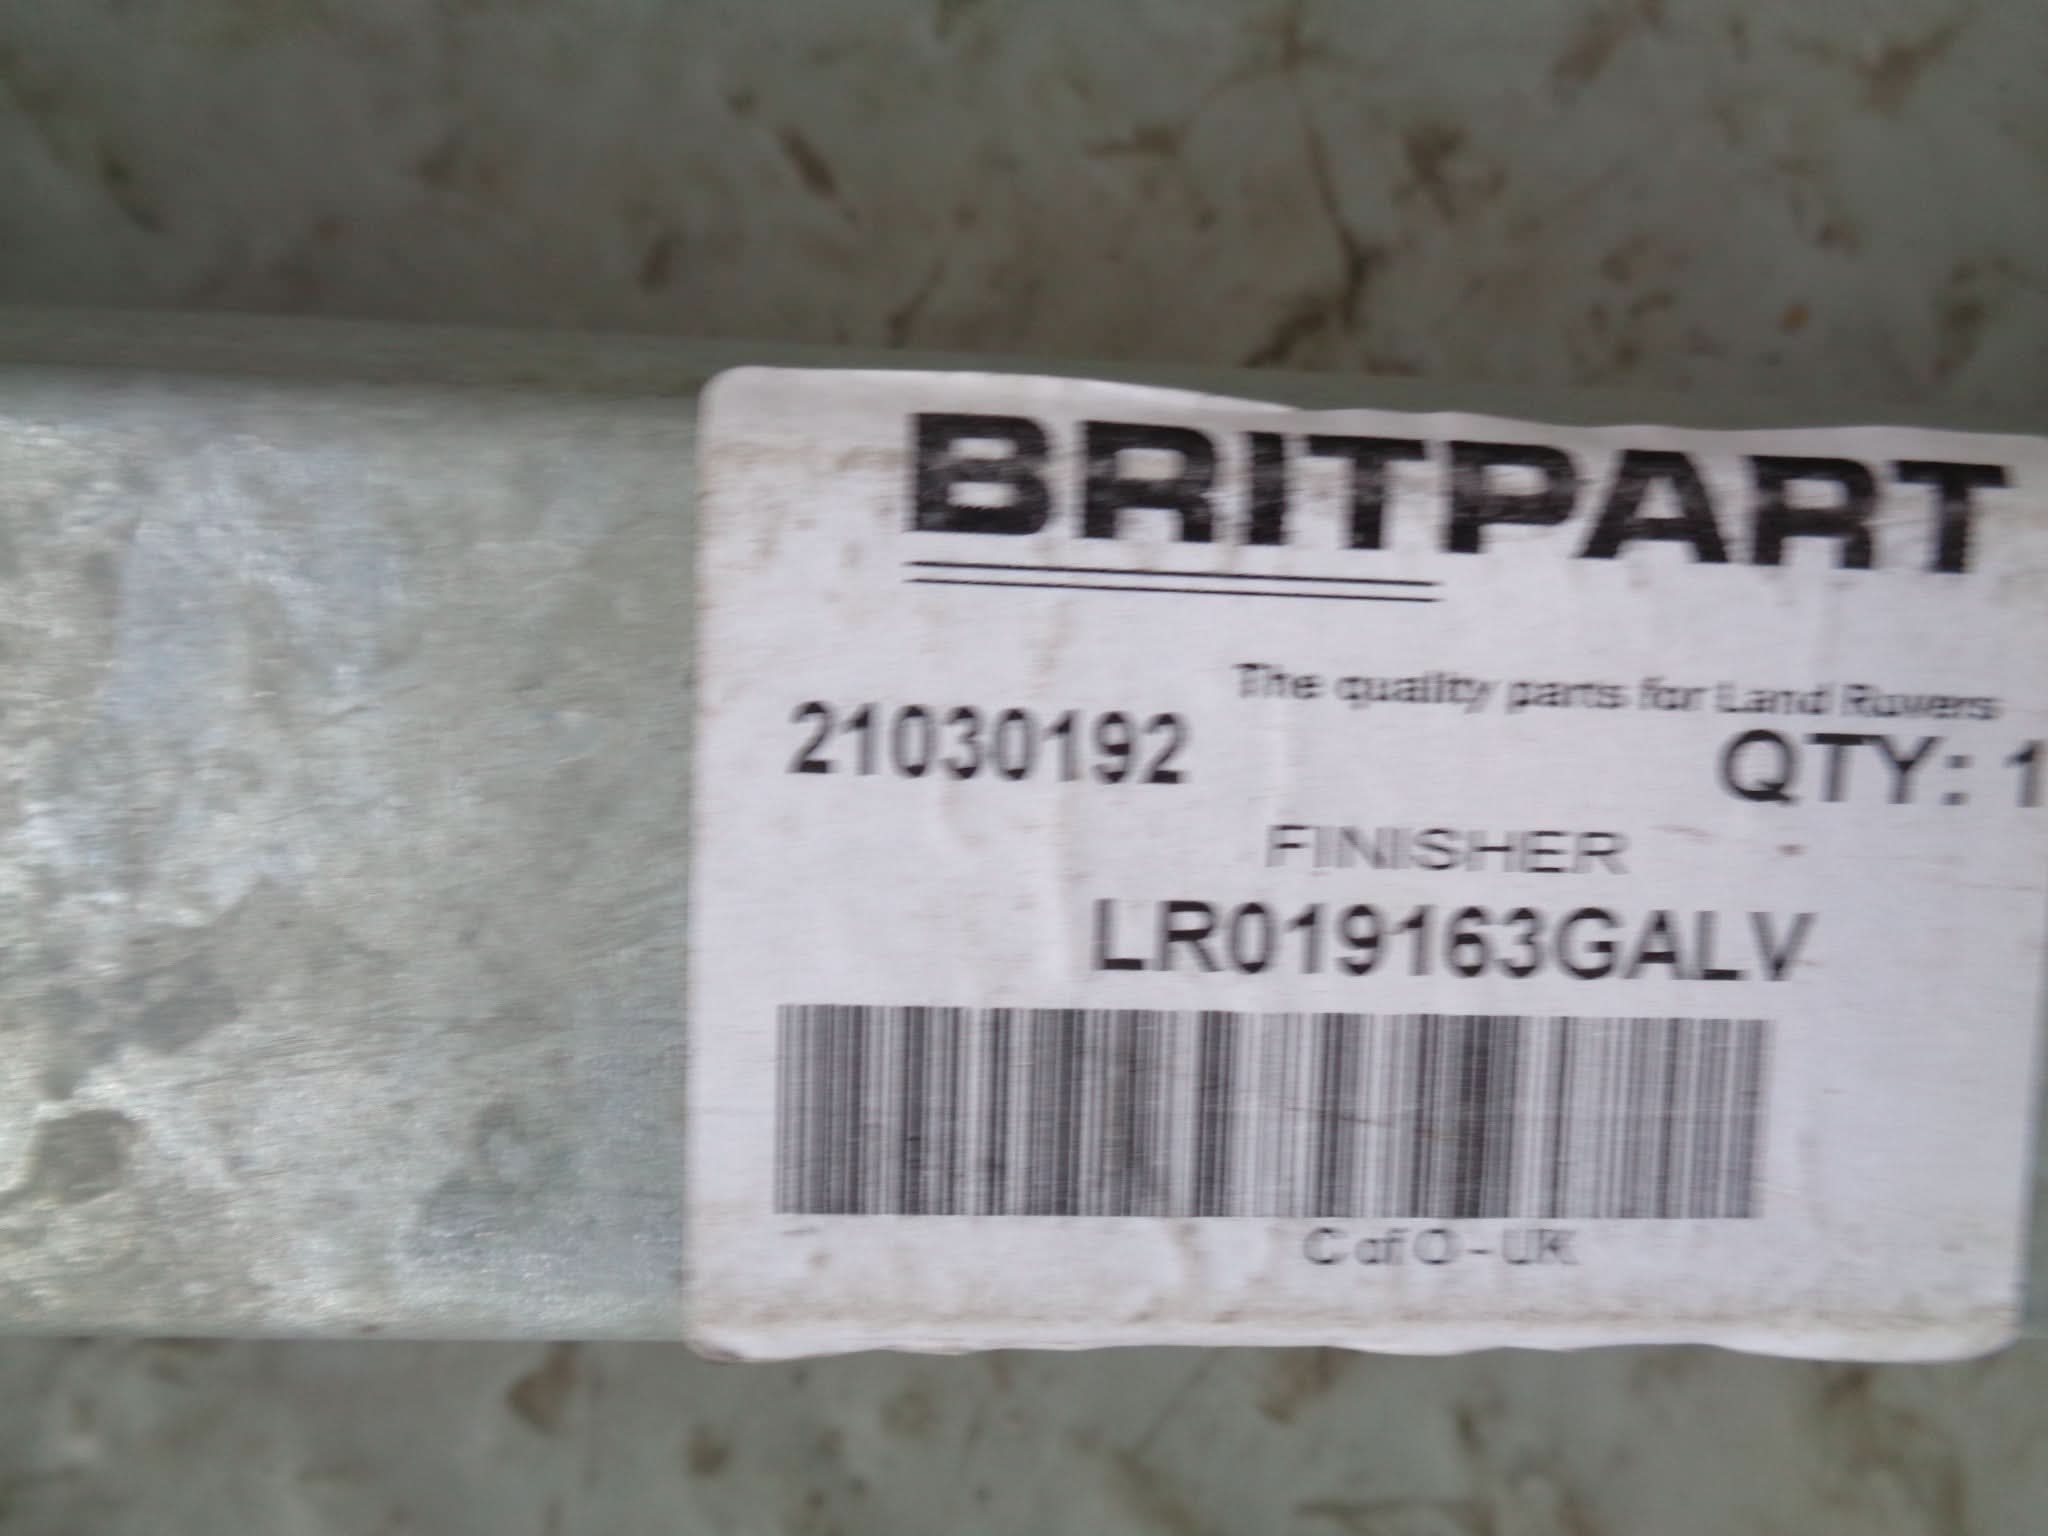 BRITPART
The quality parts for Land Rovers
21030192 QTY: 1
FINISHER
LR019163GALV
C of O - UK